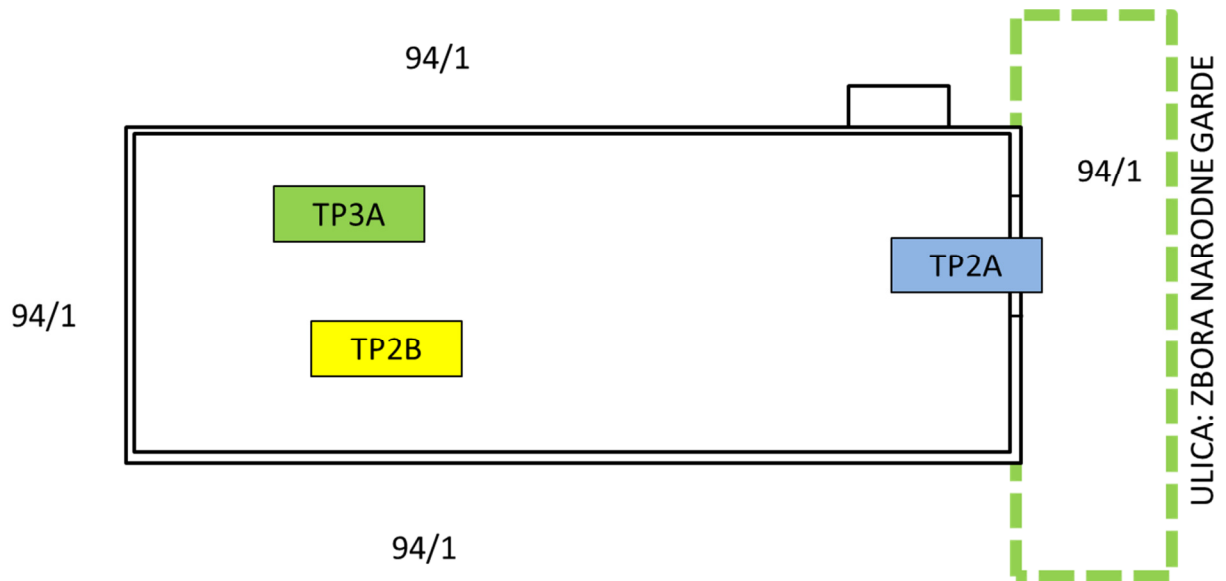 94/1
94/1
TP3A
TP2A
94/1
TP2B
94/1
ULICA: ZBORA NARODNE GARDE